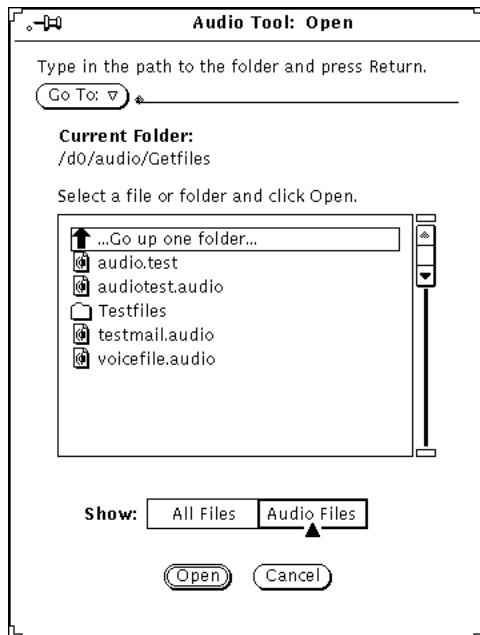 Audio Tool: Open
Type in the path to the folder and press Return.
Go To:
Current Folder:
/d0/audio/Getfiles
Select a file or folder and click Open.
...Go up one folder...
audio.test
audiotest.audio
Testfiles
testmail.audio
voicefile.audio
Show: All Files Audio Files
Open Cancel